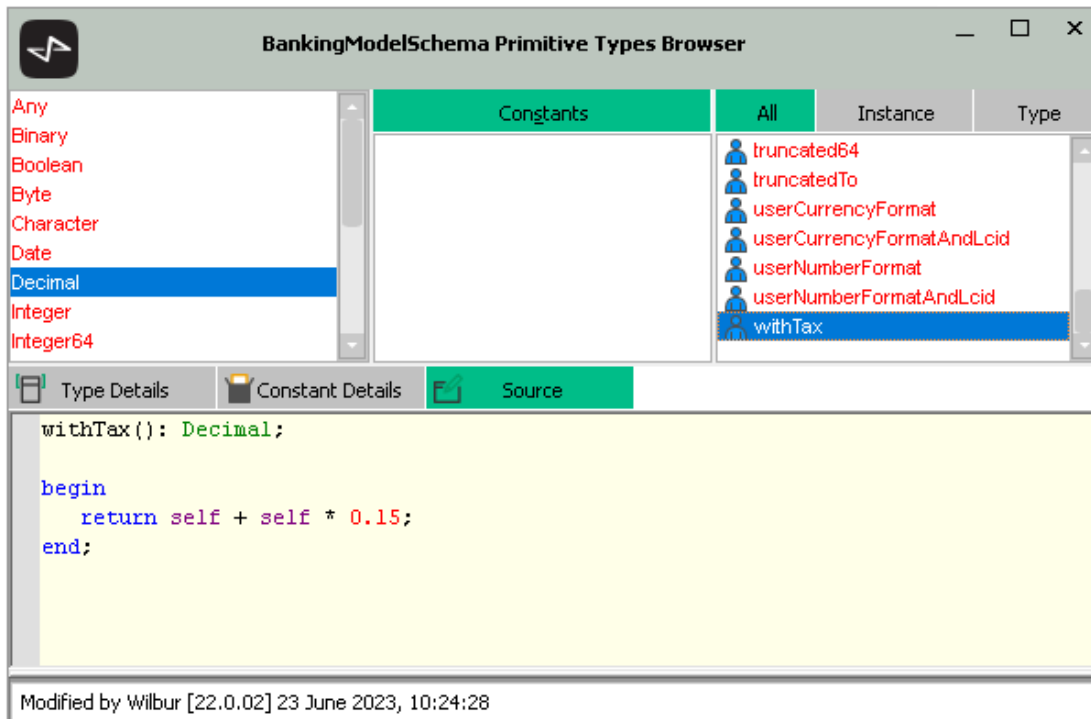 BankingModelSchema Primitive Types Browser
Any
Binary
Boolean
Byte
Character
Date
Decimal
Integer
Integer64
Constants
All Instance Type
truncated64
truncatedTo
userCurrencyFormat
userCurrencyFormatAndLcid
userNumberFormat
userNumberFormatAndLcid
withTax
Type Details Constant Details Source
withTax(): Decimal;
begin
return self + self * 0.15;
end;
Modified by Wilbur [22.0.02] 23 June 2023, 10:24:28